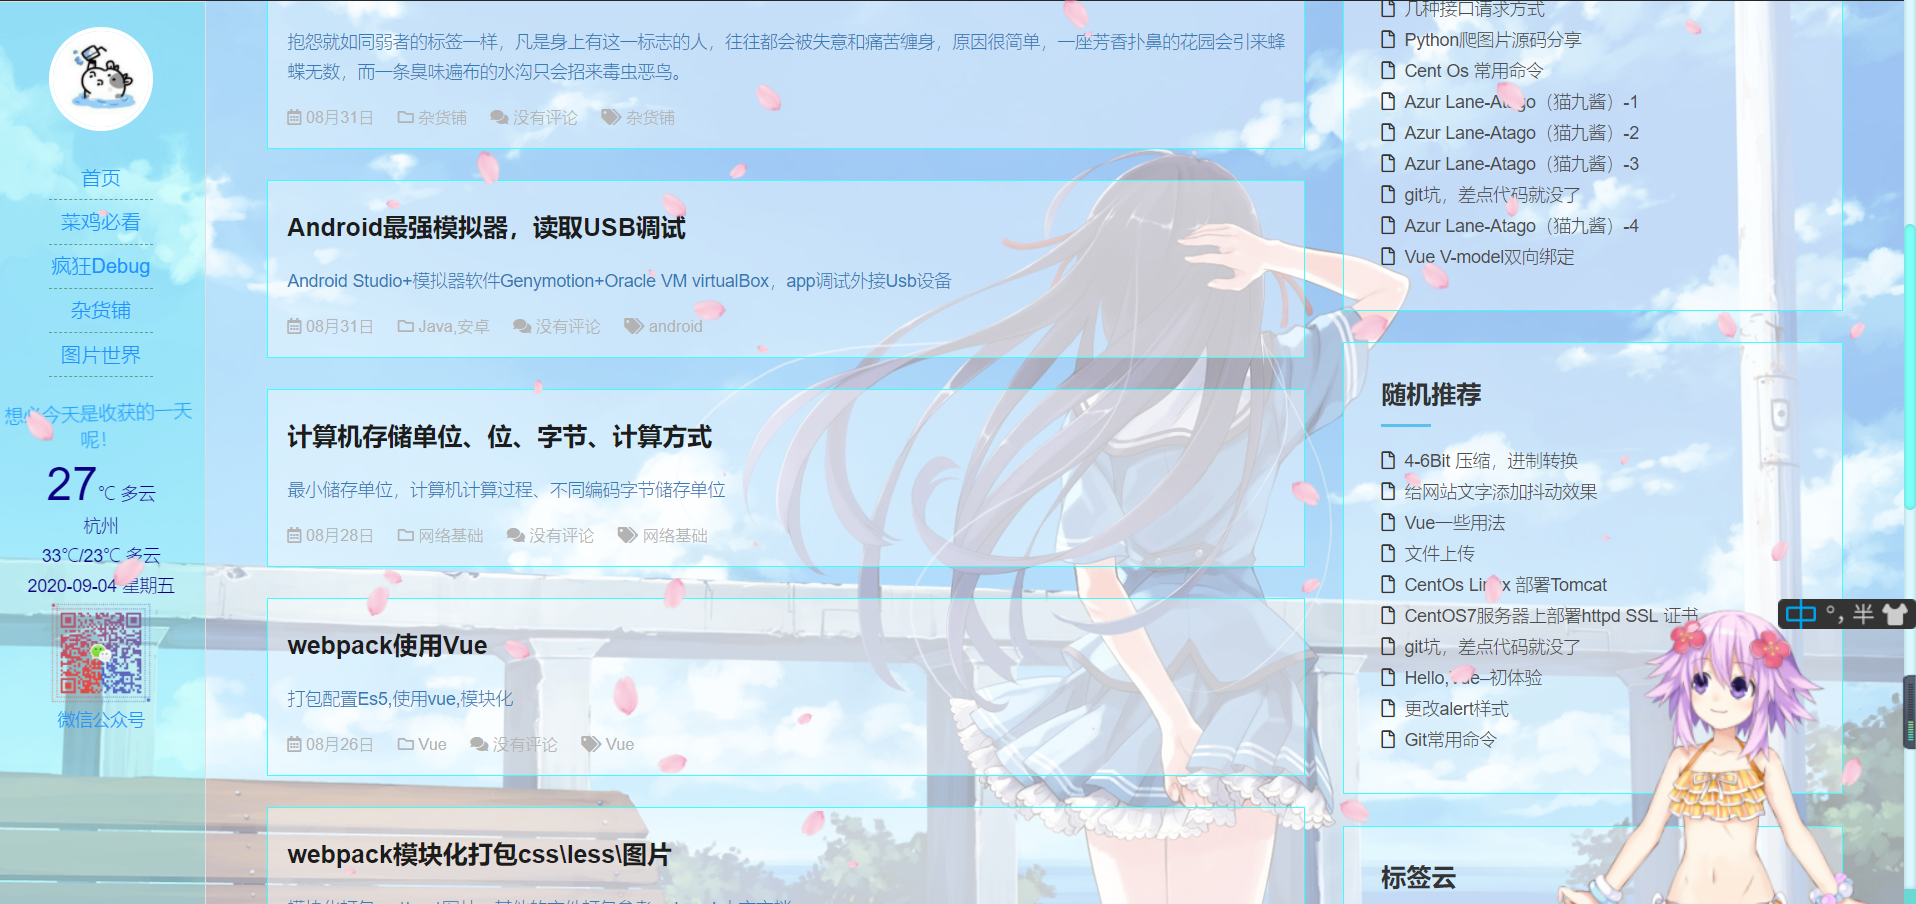 首页
菜鸡必看
疯狂Debug
杂货铺
图片世界
想必今天是收获的一天
呢！
27℃ 多云
杭州
33℃/23℃ 多云
2020-09-04 星期五
微信公众号
抱怨就如同弱者的标签一样，凡是身上有这一标志的人，往往都会被失意和痛苦缠身，原因很简单，一座芳香扑鼻的花园会引来蜂
蝶无数，而一条臭味遍布的水沟只会招来毒虫恶鸟。
08月31日 杂货铺 没有评论 杂货铺
Android最强模拟器，读取USB调试
Android Studio+模拟器软件Genymotion+Oracle VM virtualBox，app调试外接Usb设备
08月31日 Java,安卓 没有评论 android
计算机存储单位、位、字节、计算方式
最小储存单位，计算机计算过程、不同编码字节储存单位
08月28日 网络基础 没有评论 网络基础
webpack使用Vue
打包配置Es5,使用vue,模块化
08月26日 Vue 没有评论 Vue
webpack模块化打包css\less\图片
几种接口请求方式
Python爬图片源码分享
Cent Os 常用命令
Azur Lane-Atago（猫九酱）-1
Azur Lane-Atago（猫九酱）-2
Azur Lane-Atago（猫九酱）-3
git坑，差点代码就没了
Azur Lane-Atago（猫九酱）-4
Vue V-model双向绑定
随机推荐
4-6Bit 压缩，进制转换
给网站文字添加抖动效果
Vue一些用法
文件上传
CentOs Linux 部署Tomcat
CentOS7服务器上部署httpd SSL 证书
git坑，差点代码就没了
Hello,Vue–初体验
更改alert样式
Git常用命令
标签云
中 °, 半